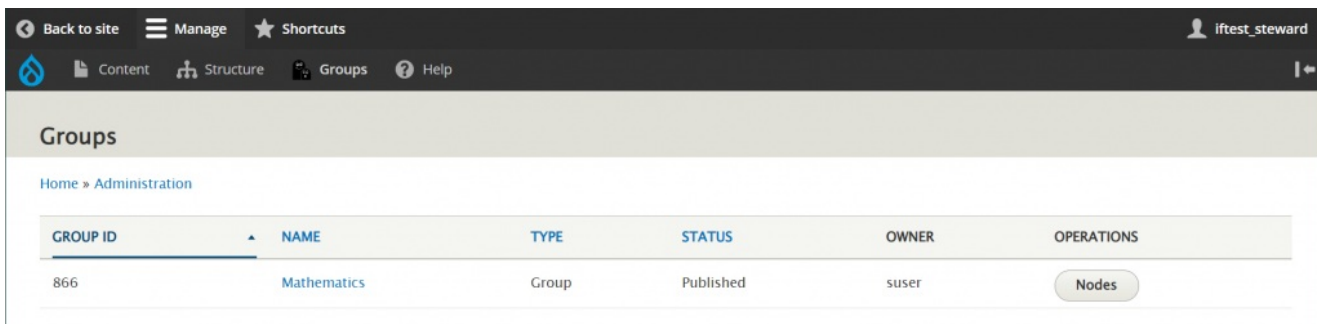 Back to site Manage Shortcuts iftest_steward
Content Structure Groups Help
Groups
Home » Administration
GROUP ID NAME TYPE STATUS OWNER OPERATIONS
866 Mathematics Group Published suser Nodes